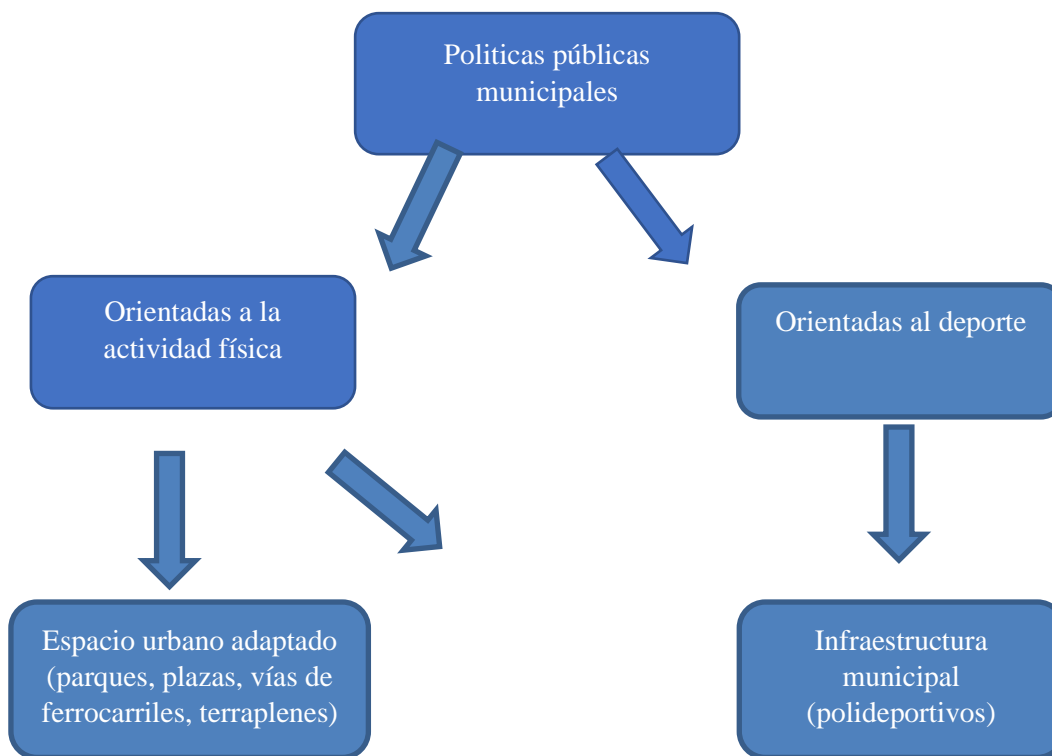 Politicas públicas
municipales
Orientadas a la
actividad física
Orientadas al deporte
Espacio urbano adaptado
(parques, plazas, vías de
ferrocarriles, terraplenes)
Infraestructura
municipal
(polideportivos)